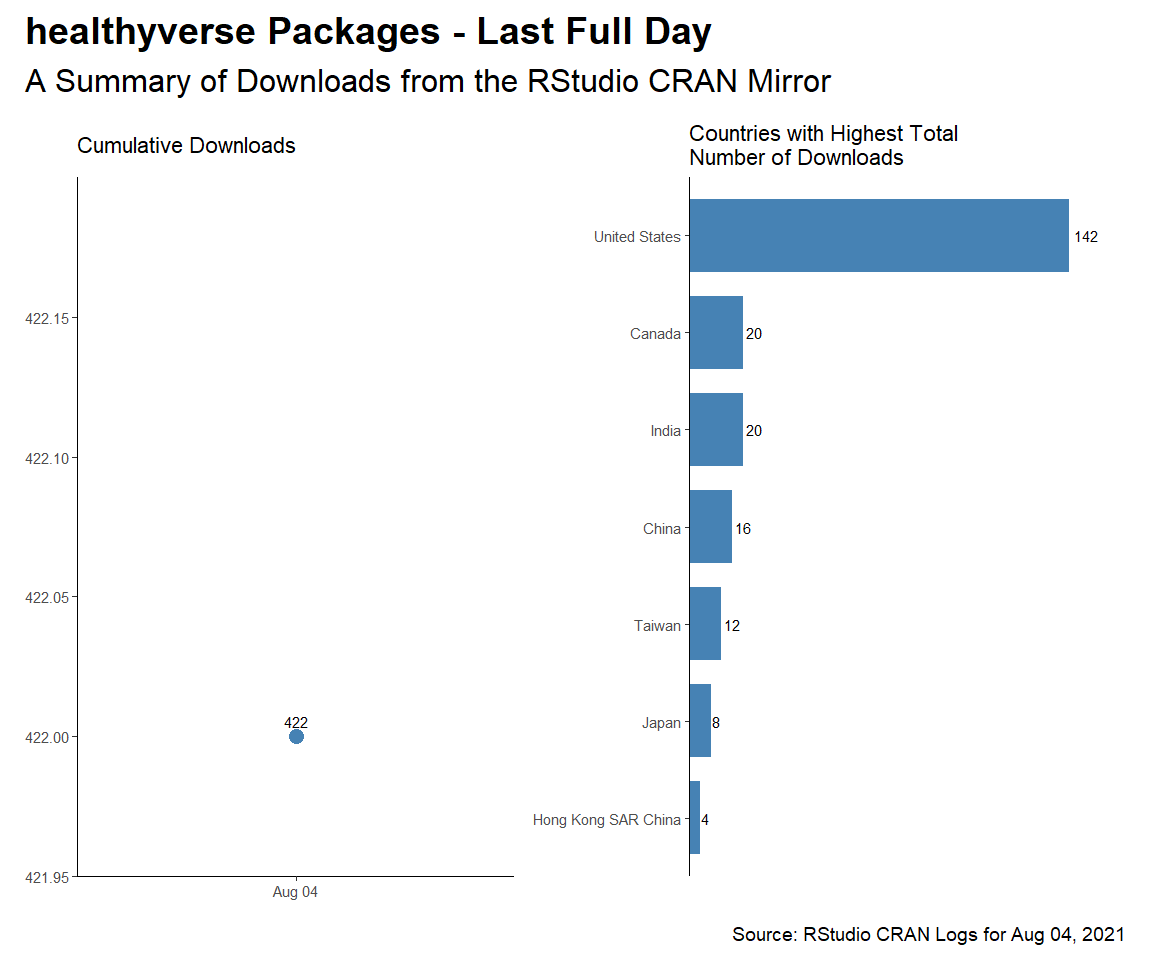 healthyverse Packages - Last Full Day
A Summary of Downloads from the RStudio CRAN Mirror
Cumulative Downloads
422.15
422.10
422.05
422.00
421.95
422
Aug 04
Countries with Highest Total
Number of Downloads
United States 142
Canada 20
India 20
China 16
Taiwan 12
Japan 8
Hong Kong SAR China 4
Source: RStudio CRAN Logs for Aug 04, 2021